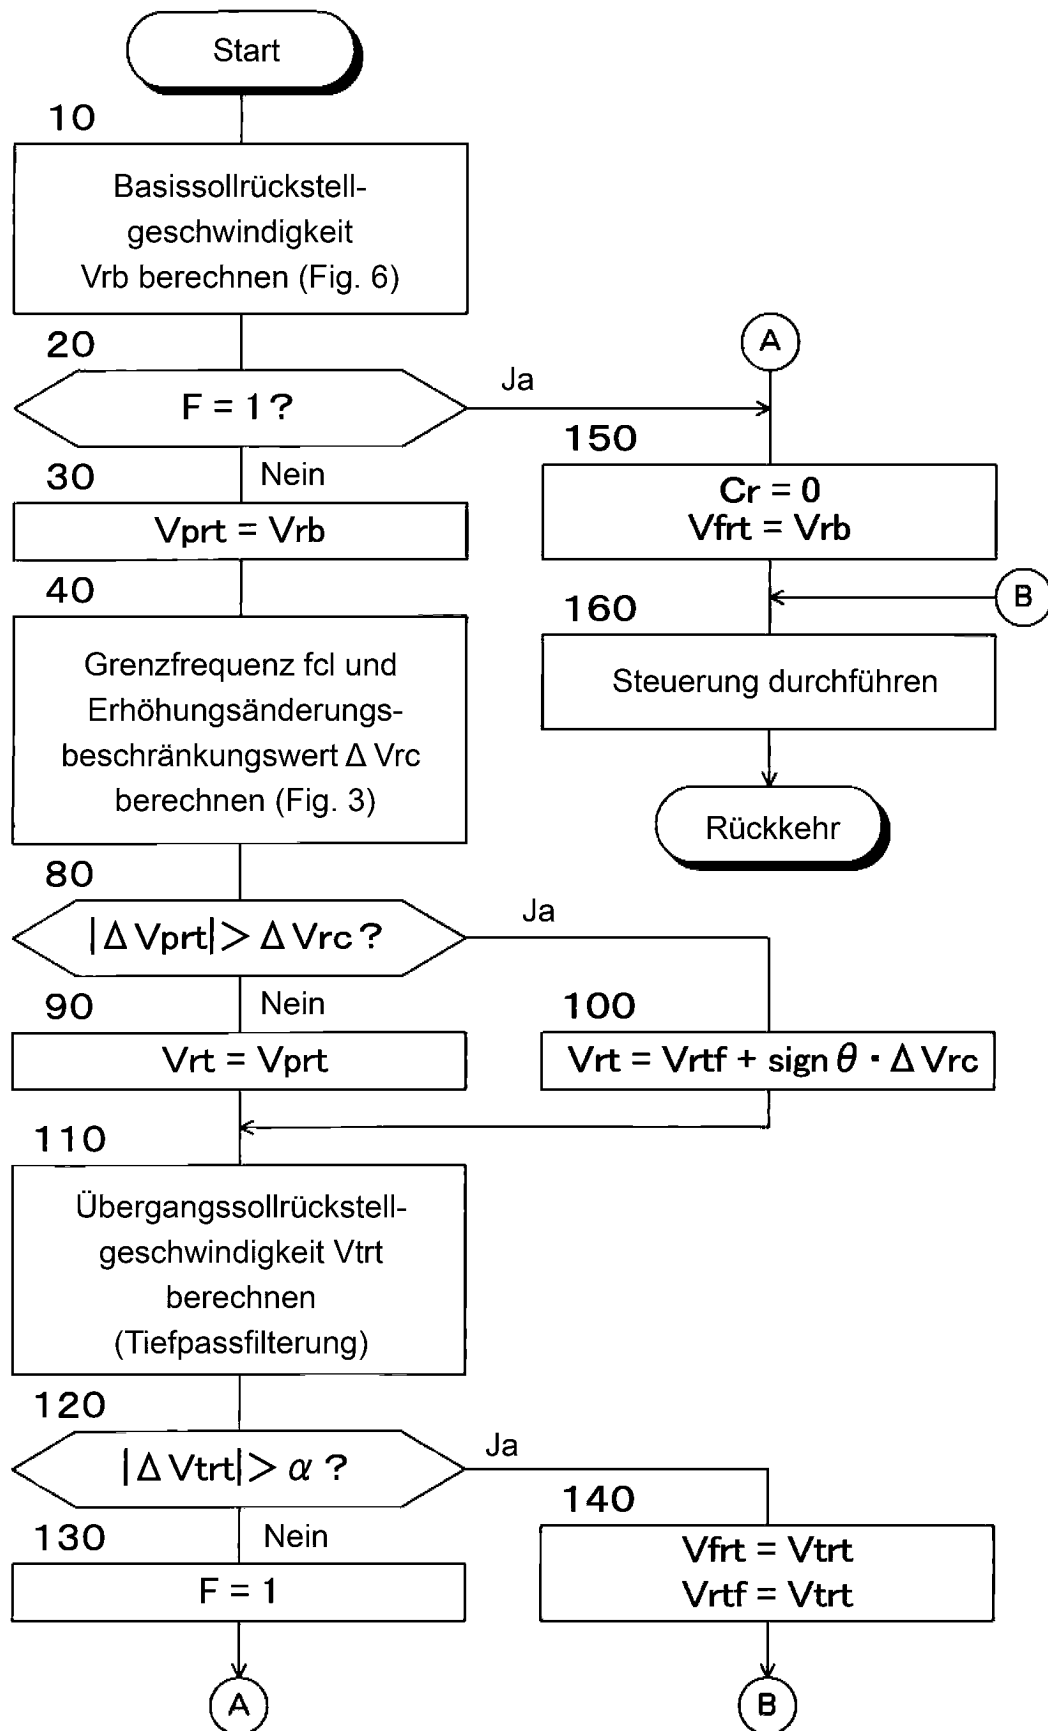 Start
10
Basissollrückstell-
geschwindigkeit
Vrb berechnen (Fig. 6)
20
F = 1?
Ja
Nein
30
Vprt = Vrb
40
Grenzfrequenz fcl und
Erhöhungsänderungs-
beschränkungswert Δ Vrc
berechnen (Fig. 3)
80
|Δ Vprt| > Δ Vrc ?
Ja
Nein
90
Vrt = Vprt
100
Vrt = Vrtf + sign θ · Δ Vrc
110
Übergangssollrückstell-
geschwindigkeit Vtrt
berechnen
(Tiefpassfilterung)
120
|Δ Vtrt| > α ?
Ja
Nein
130
F = 1
A
140
Vfrt = Vtrt
Vrtf = Vtrt
B
A
150
Cr = 0
Vfrt = Vrb
B
160
Steuerung durchführen
Rückkehr